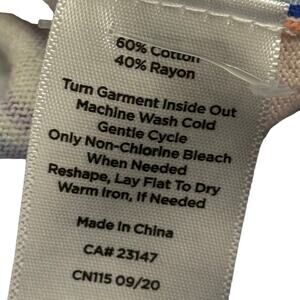 60% Cotton
40% Rayon
Turn Garment Inside Out
Machine Wash Cold
Gentle Cycle
Only Non-Chlorine Bleach
When Needed
Reshape, Lay Flat To Dry
Warm Iron, if Needed
Made in China
CA# 23147
CN115 09/20